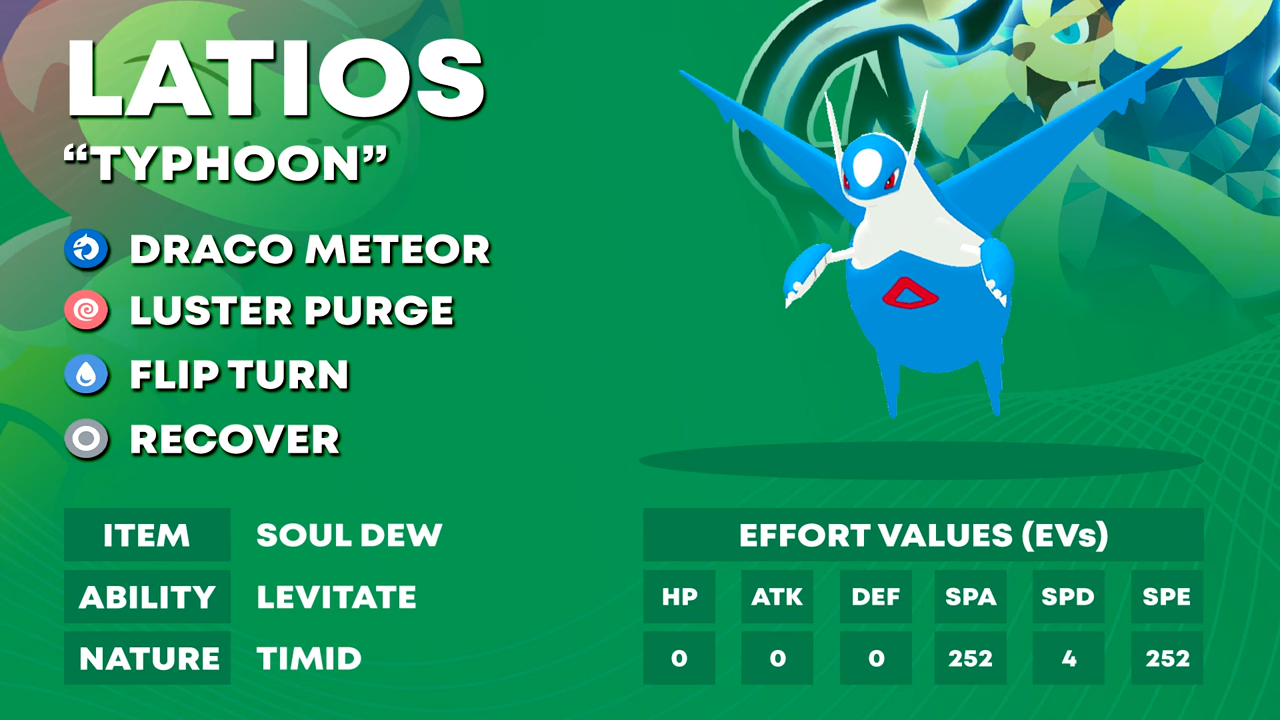 LATIOS
“TYPHOON”
DRACO METEOR
LUSTER PURGE
FLIP TURN
RECOVER
ITEM SOUL DEW
ABILITY LEVITATE
NATURE TIMID
EFFORT VALUES (EVs)
HP ATK DEF SPA SPD SPE
0 0 0 252 4 252